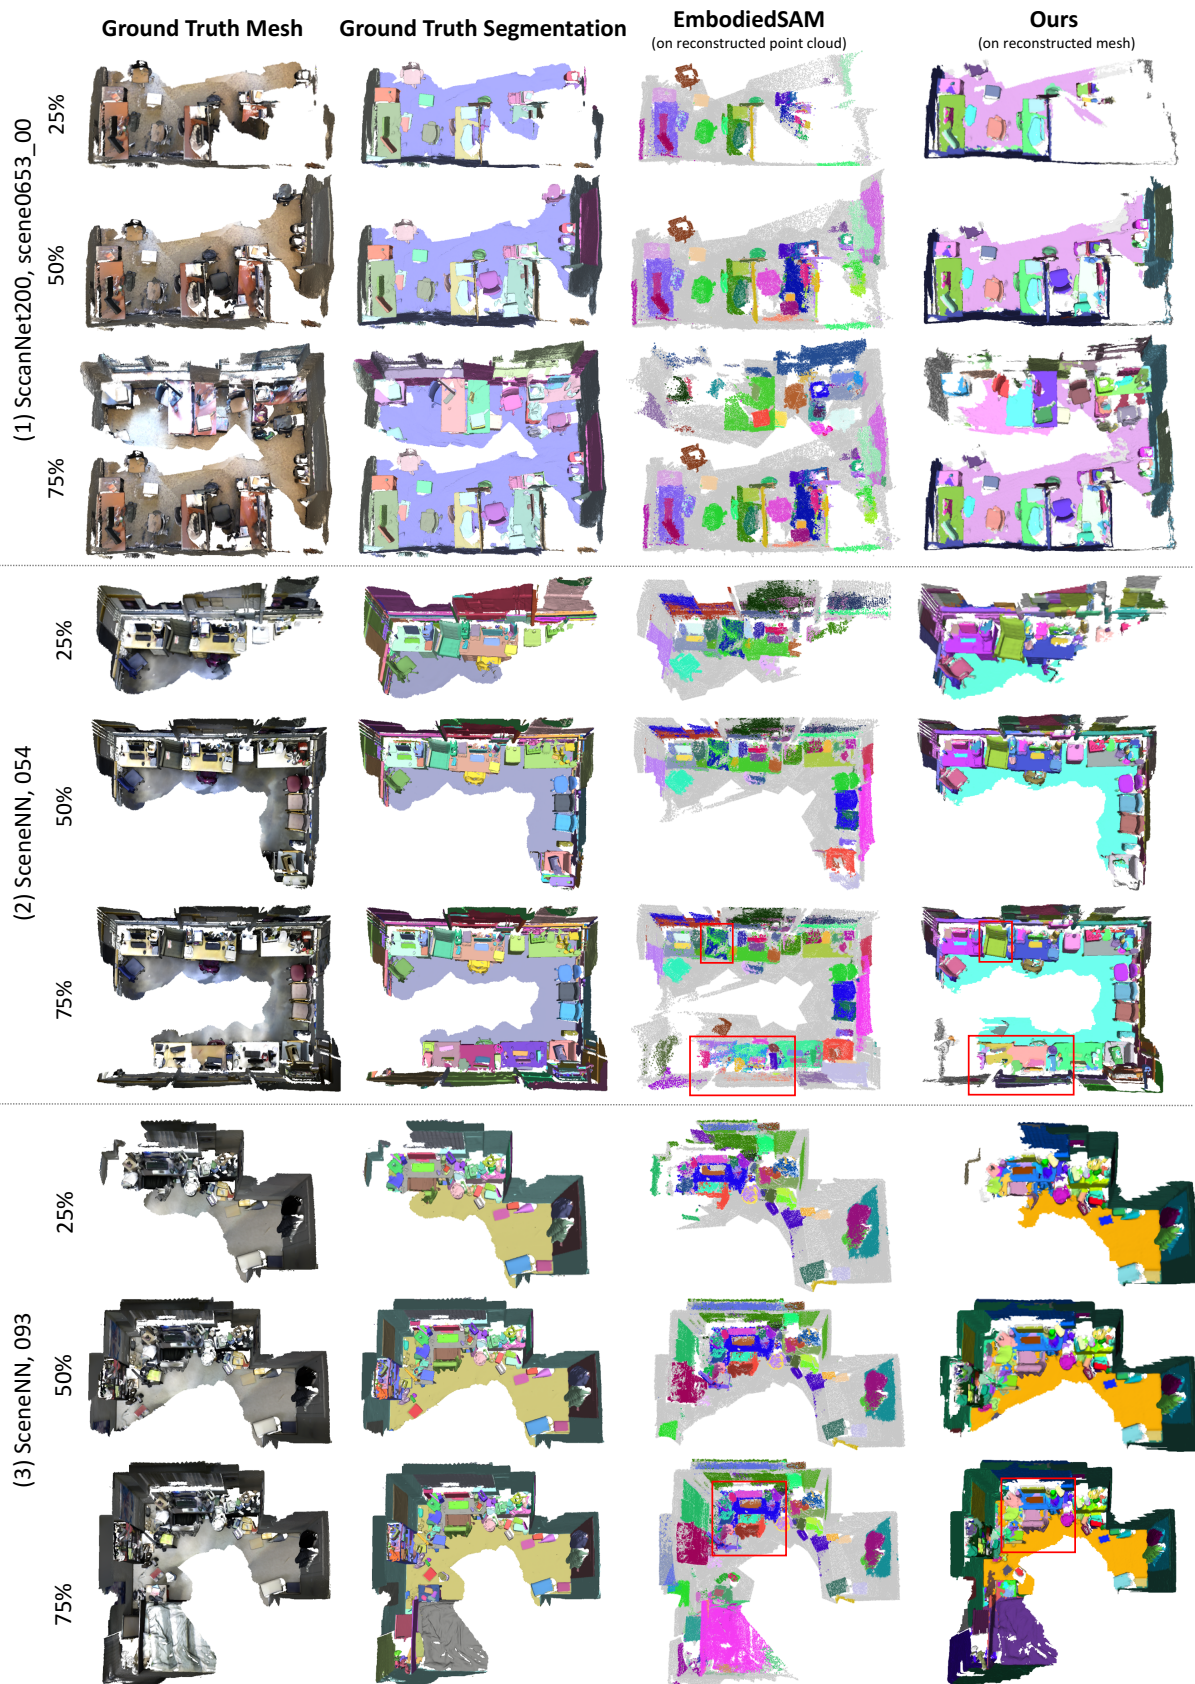 Ground Truth Mesh
Ground Truth Segmentation
EmbodiedSAM
(on reconstructed point cloud)
Ours
(on reconstructed mesh)
(1) SccanNet200, scene0653_00
25%
50%
75%
(2) SceneNN, 054
25%
50%
75%
(3) SceneNN, 093
25%
50%
75%